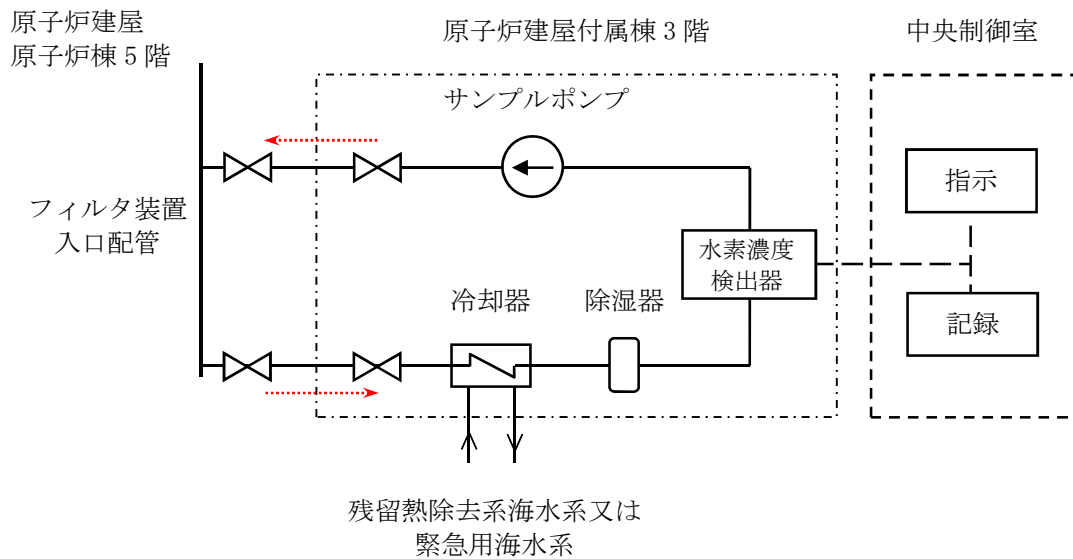 原子炉建屋
原子炉棟 5 階
原子炉建屋付属棟 3 階
中央制御室
サンプルポンプ
指示
フィルタ装置
入口配管
水素濃度
検出器
冷却器
除湿器
記録
残留熱除去系海水系又は
緊急用海水系